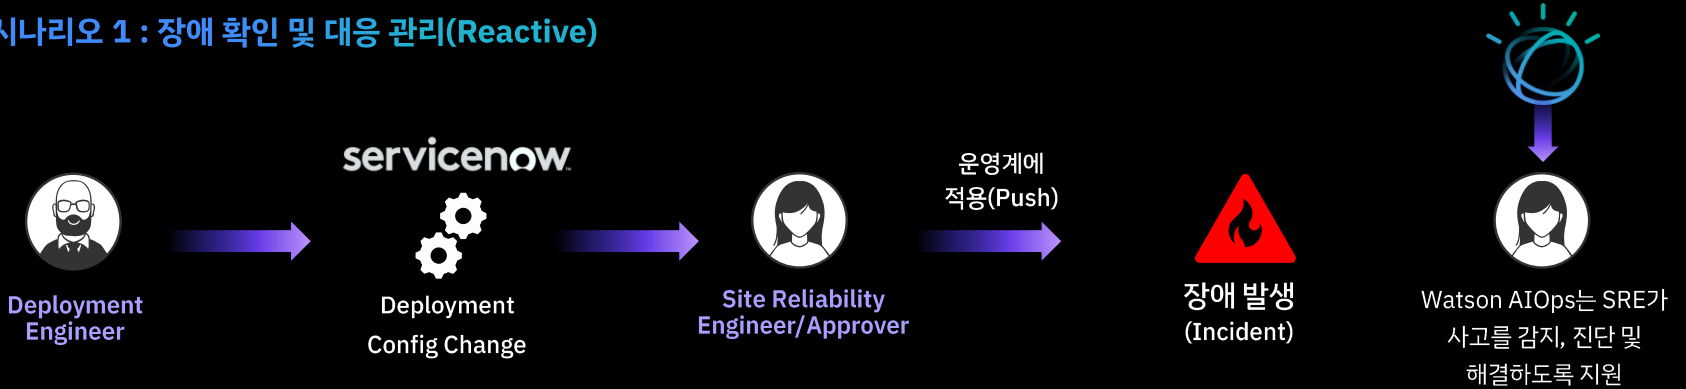 시나리오 1 : 장애 확인 및 대응 관리(Reactive)
servicenow™
운영계에
적용(Push)
Deployment
Engineer
Deployment
Config Change
Site Reliability
Engineer/Approver
장애 발생
(Incident)
Watson AIOps는 SRE가
사고를 감지, 진단 및
해결하도록 지원